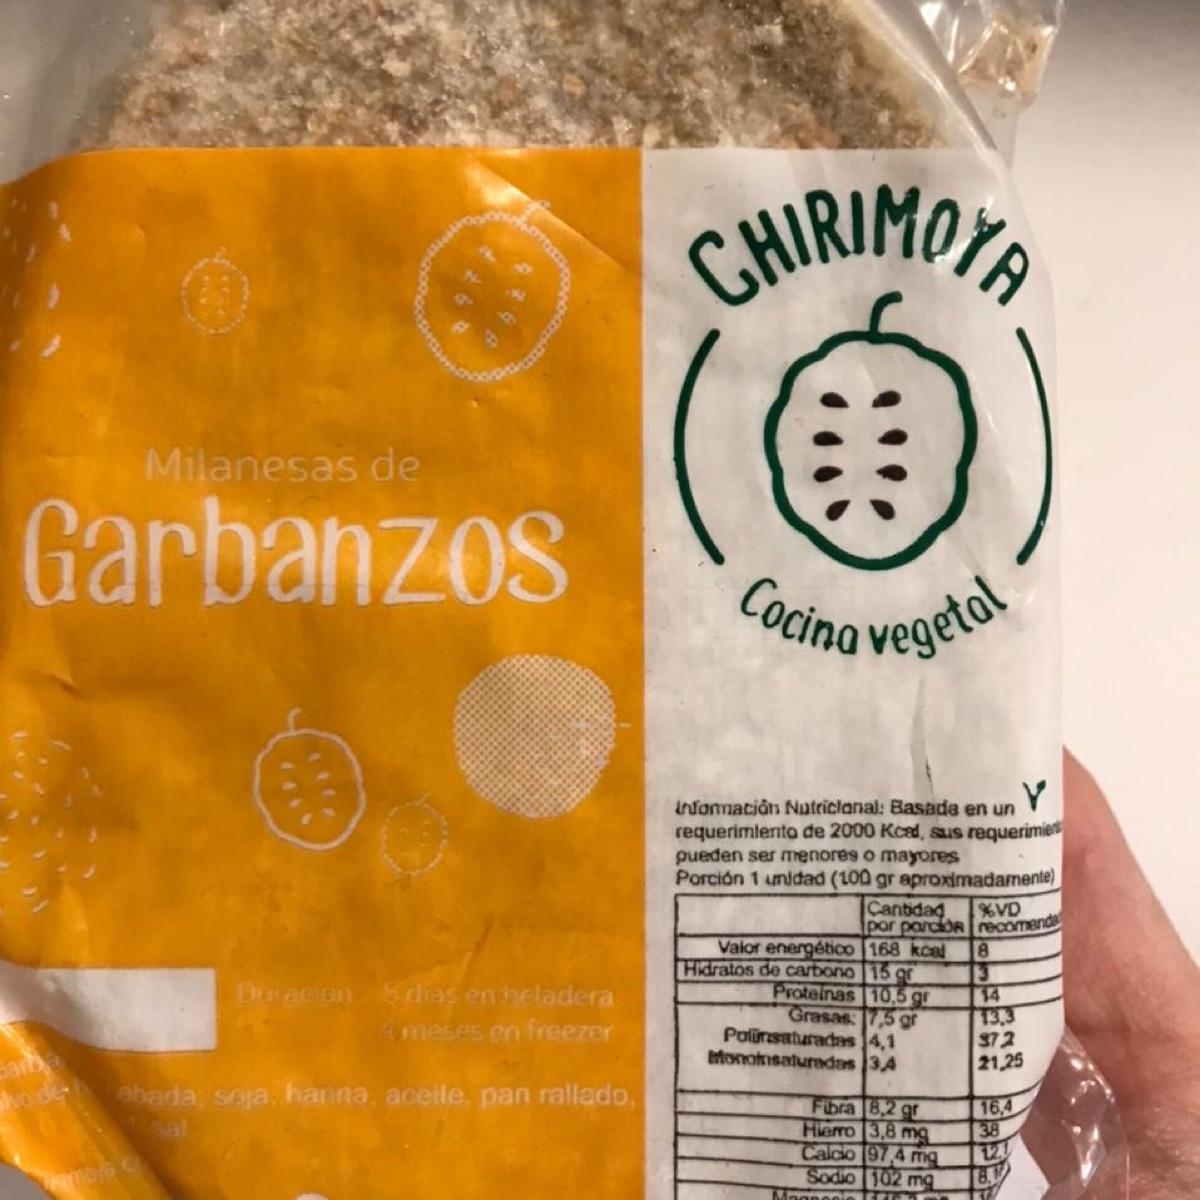 CHIRIMOYA
Cocina vegetal
Milanesas de
Garbanzos
Duracion 5 dias en heladera
4 meses en freezer
soja, harina, aceite, pan rallado,
sal
Información Nutricional: Basada en un
requerimiento de 2000 Kcal, sus
pueden ser menores o mayores
Porción 1 unidad (100 gr aproximadamente)
Cantidad %VD
por porción
Valor energético 168 kcal 8
Hidratos de carbono 15 gr 3
Proteínas 10,5 gr 14
Grasas: 7,5 gr 13,3
Poliinsaturadas 4,1 37,2
Monoinsaturadas 3,4 21,25
Fibra 8,2 gr 16,4
Hierro 3,8 mg 38
Calcio 97,4 mg 12,1
Sodio 102 mg
Magnesio